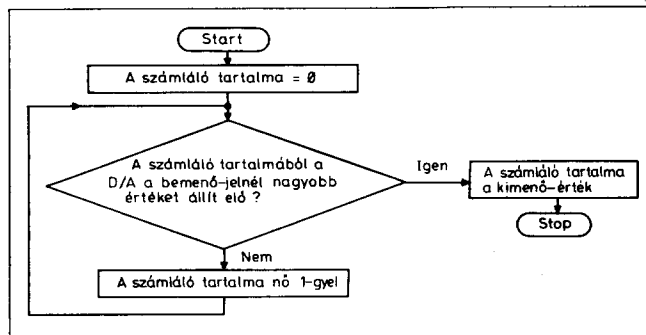 Start
A számláló tartalma = 0
A számláló tartalmából a
D/A a bemenő-jelnél nagyobb
értéket állít elő ?
Igen
A számláló tartalma
a kimenő-érték
Stop
Nem
A számláló tartalma nő 1-gyel